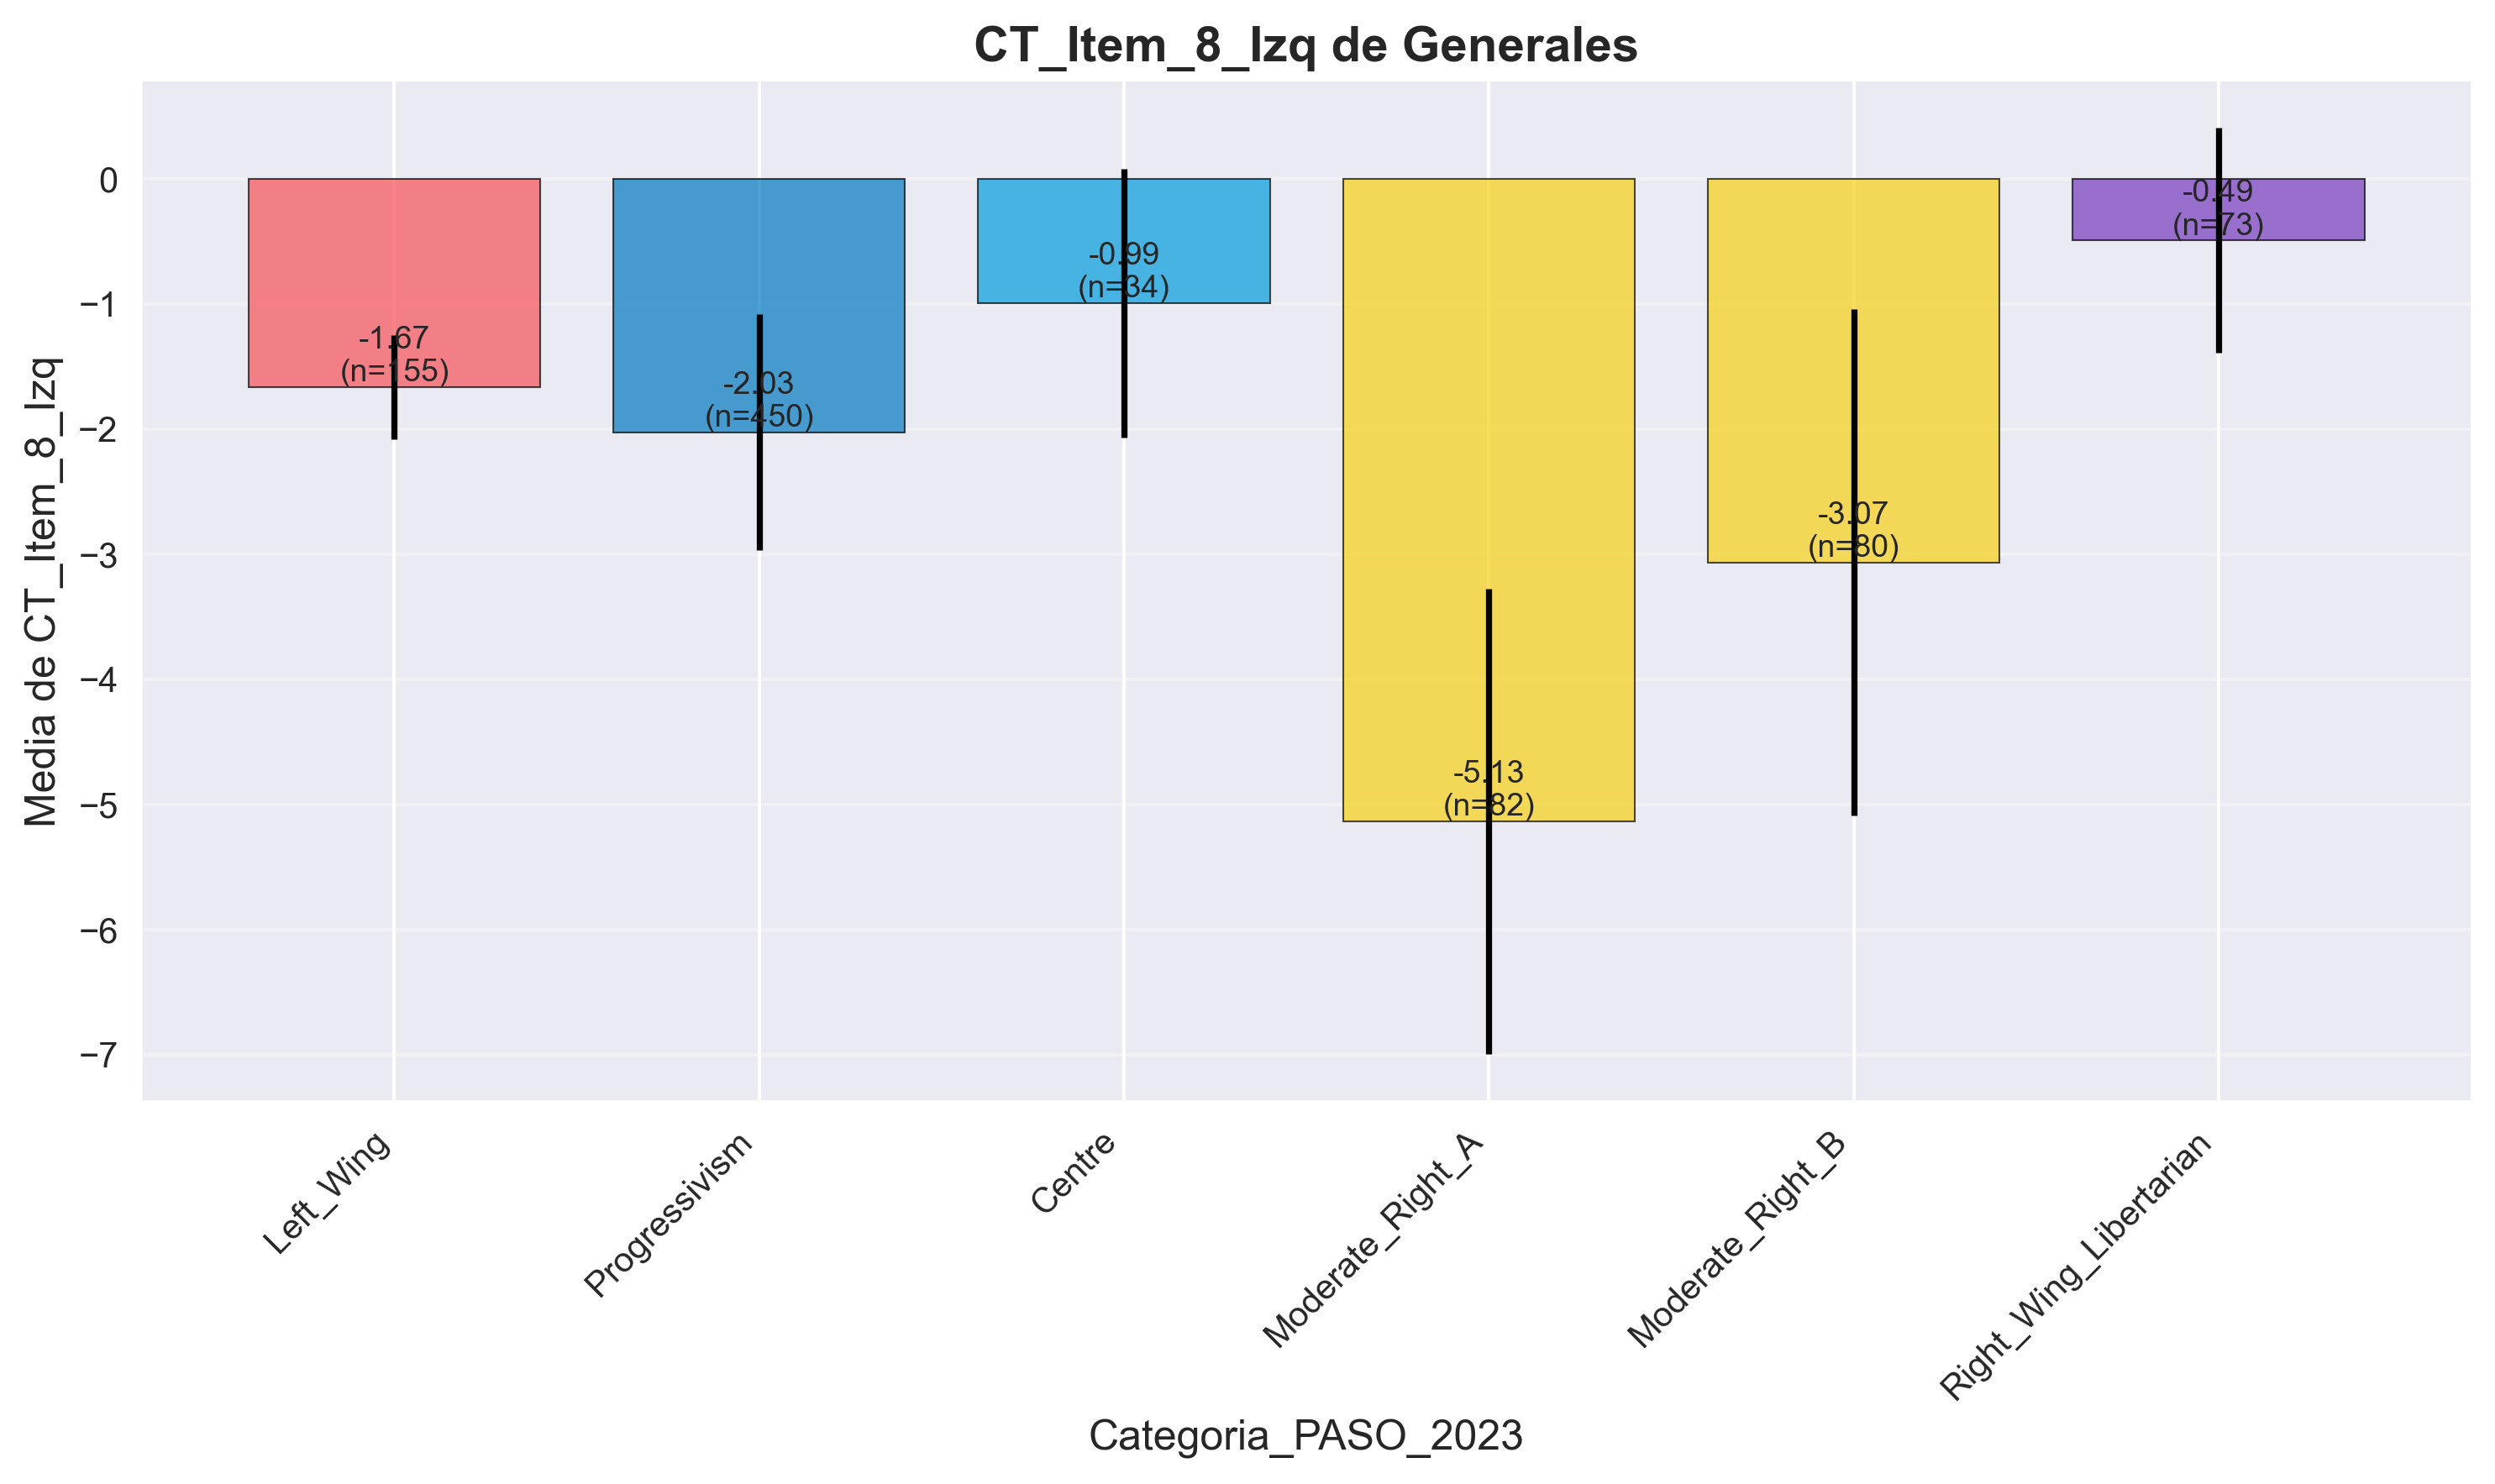 CT_Item_8_Izq de Generales
Media de CT_Item_8_Izq
0
−1
−2
−3
−4
−5
−6
−7
-1.67
(n=155)
-2.03
(n=450)
-0.99
(n=34)
-5.13
(n=82)
-3.07
(n=80)
-0.49
(n=73)
Left_Wing
Progressivism
Centre
Moderate_Right_A
Moderate_Right_B
Right_Wing_Libertarian
Categoria_PASO_2023